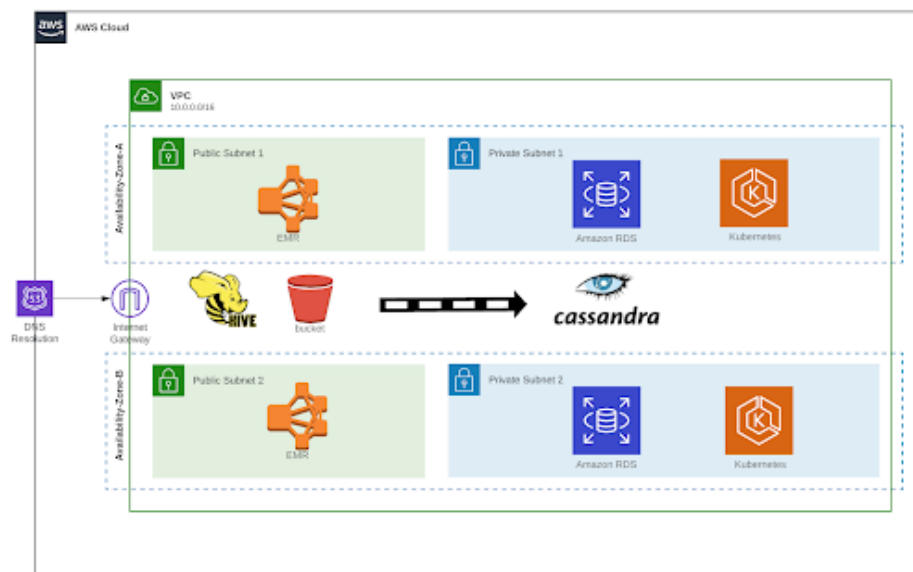 aws
AWS Cloud
VPC
10.0.0.0/16
Availability-Zone-A
Public Subnet 1
EMR
Private Subnet 1
Amazon RDS
K
Kubernetes
53
DNS
Resolution
Internet
Gateway
HIVE
bucket
cassandra
Availability-Zone-B
Public Subnet 2
EMR
Private Subnet 2
Amazon RDS
K
Kubernetes